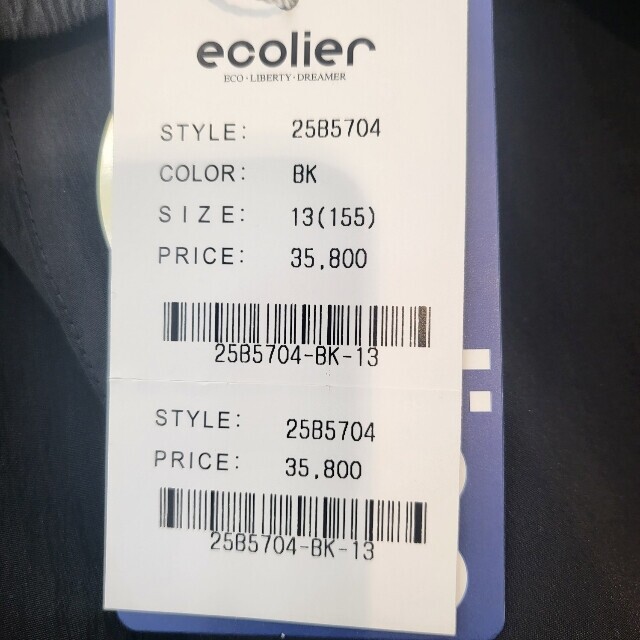 ecolier
ECO · LIBERTY · DREAMER
STYLE: 25B5704
COLOR: BK
SIZE: 13(155)
PRICE: 35,800
25B5704-BK-13
STYLE: 25B5704
PRICE: 35,800
25B5704-BK-13